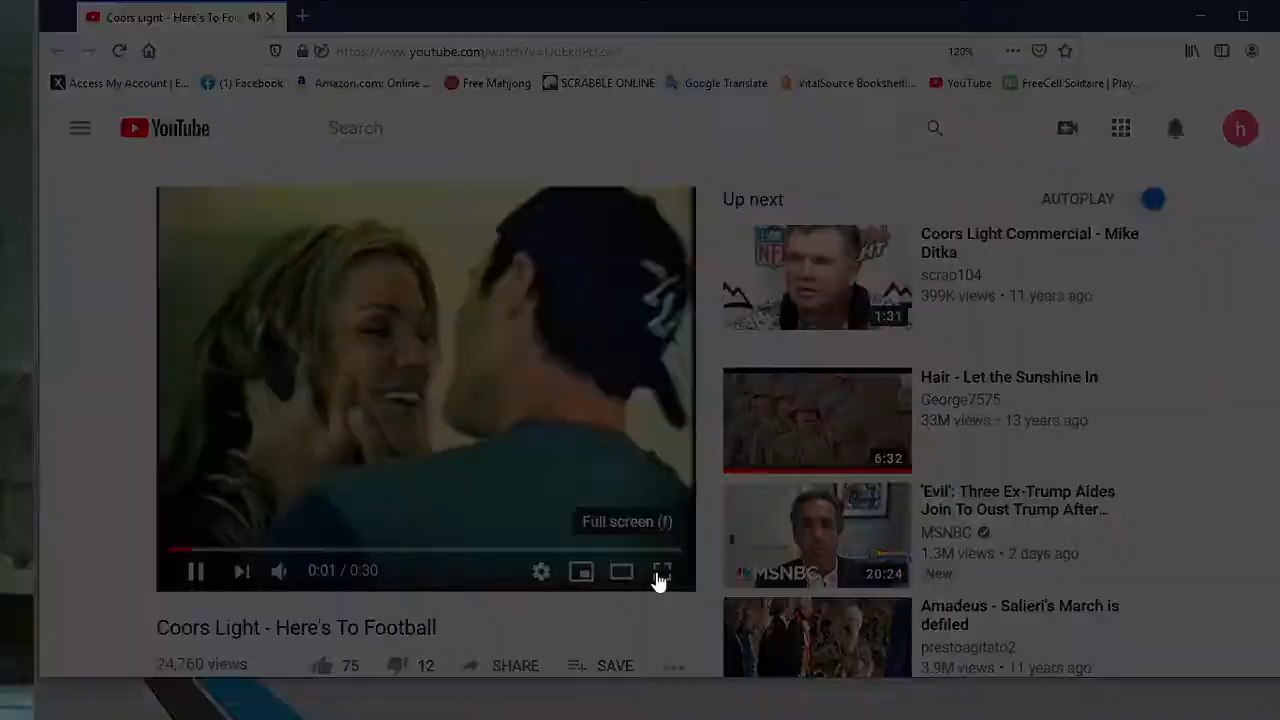 Coors Light - Here's To Foo
https://www.youtube.com/watch?v=
120%
Access My Account | E...
(1) Facebook
Amazon.com: Online ...
Free Mahjong
SCRABBLE ONLINE
Google Translate
VitalSource Bookshelf:...
YouTube
FreeCell Solitaire | Play...
YouTube
Search
h
Up next
AUTOPLAY
NFL
1:31
Coors Light Commercial - Mike
Ditka
scrap104
399K views • 11 years ago
6:32
Hair - Let the Sunshine In
George7575
33M views • 13 years ago
MSNBC
20:24
'Evil': Three Ex-Trump Aides
Join To Oust Trump After...
MSNBC
1.3M views • 2 days ago
New
Amadeus - Salieri's March is
defiled
prestoagitato2
3.9M views • 11 years ago
Full screen (f)
0:01 / 0:30
Coors Light - Here's To Football
24,760 views
75
12
SHARE
SAVE